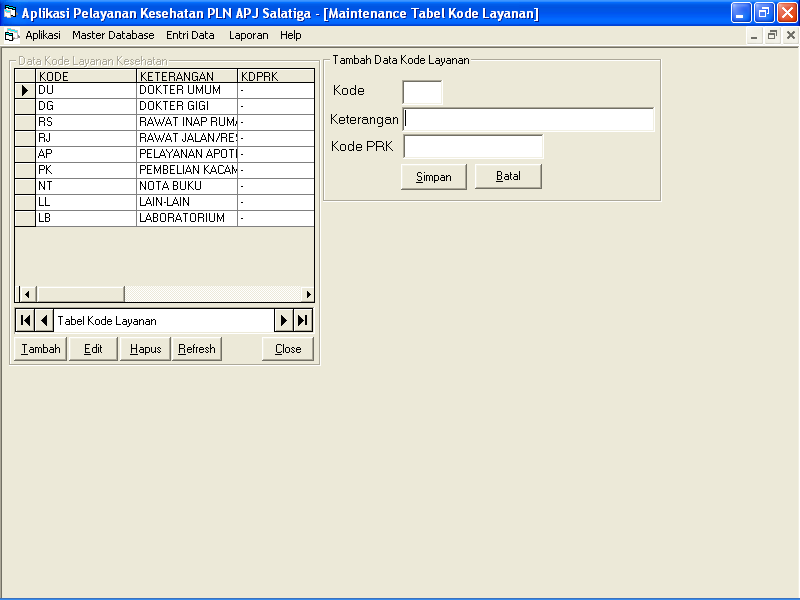 Aplikasi Pelayanan Kesehatan PLN APJ Salatiga - [Maintenance Tabel Kode Layanan]
Aplikasi Master Database Entri Data Laporan Help
Data Kode Layanan Kesehatan
KODE KETERANGAN KDPRK
DU DOKTER UMUM -
DG DOKTER GIGI -
RS RAWAT INAP RUMA -
RJ RAWAT JALAN/RES -
AP PELAYANAN APOTI -
PK PEMBELIAN KACAM -
NT NOTA BUKU -
LL LAIN-LAIN -
LB LABORATORIUM -
Tabel Kode Layanan
Tambah Edit Hapus Refresh Close
Tambah Data Kode Layanan
Kode
Keterangan
Kode PRK
Simpan Batal